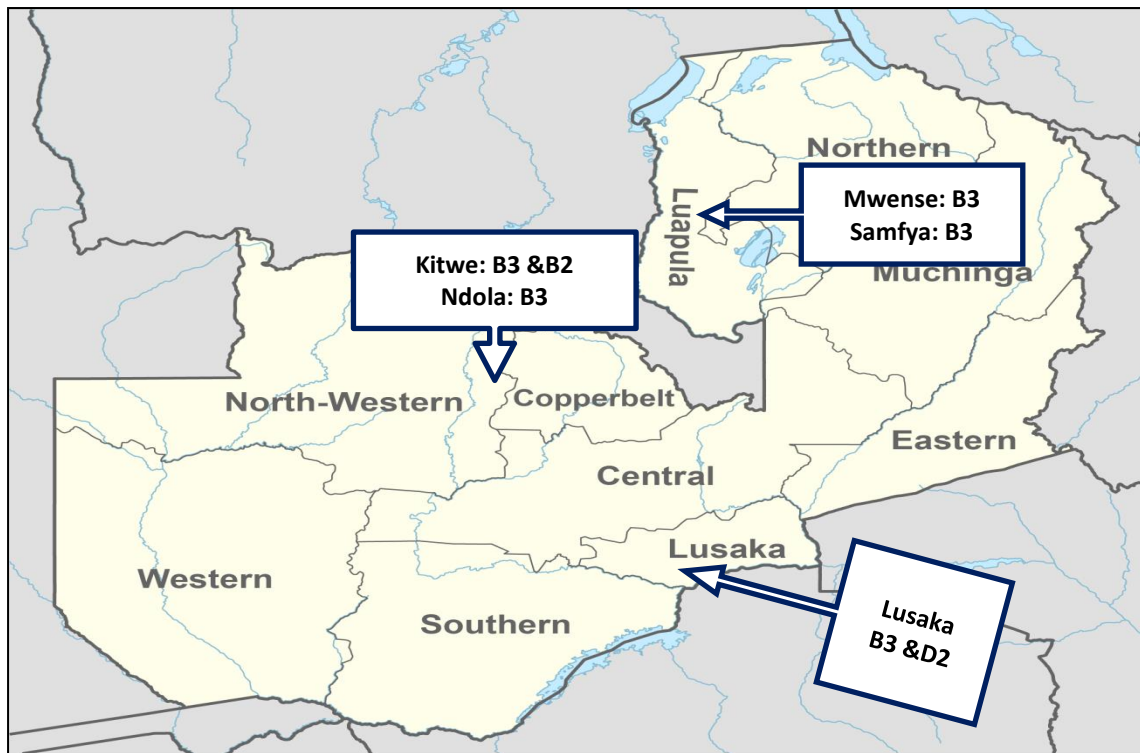 Northern
Mwense: B3
Samfya: B3
Luapula
Muchinga
Kitwe: B3 &B2
Ndola: B3
North-Western
Copperbelt
Eastern
Central
Lusaka
Western
Southern
Lusaka
B3 &D2